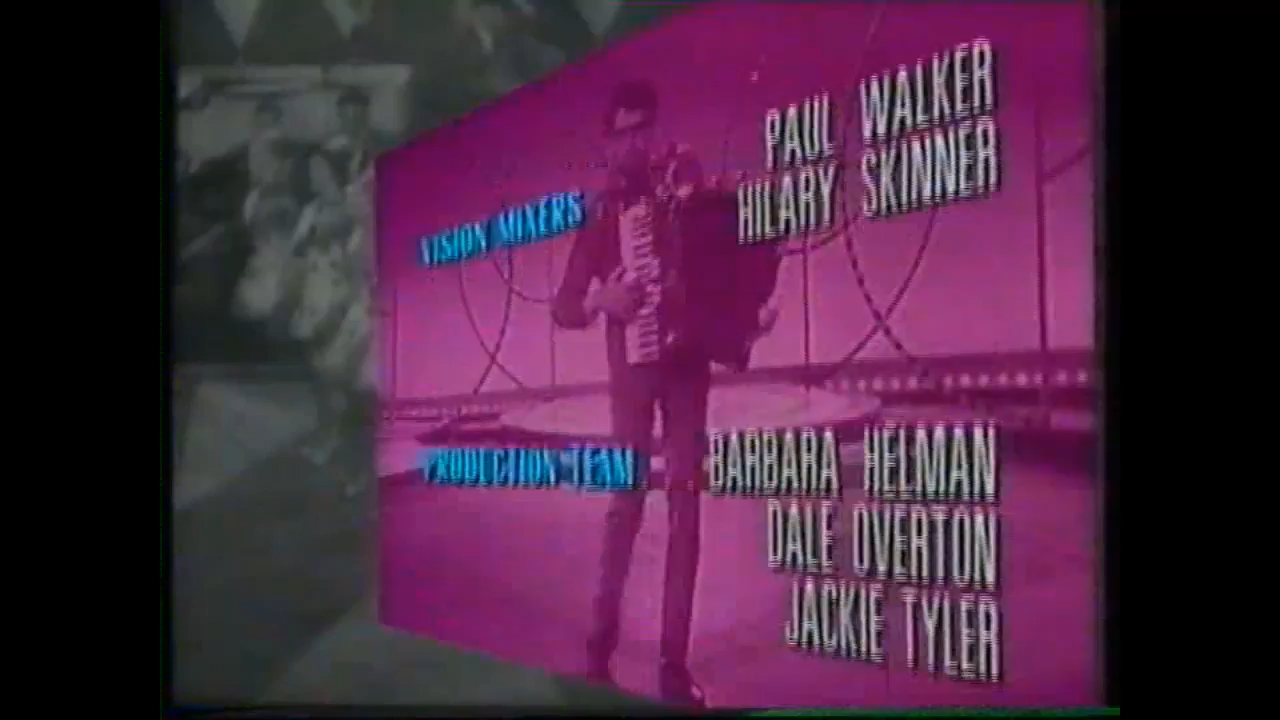 VISION MIXERS
PAUL WALKER
HILARY SKINNER
PRODUCTION TEAM
BARBARA HELMAN
DALE OVERTON
JACKIE TYLER